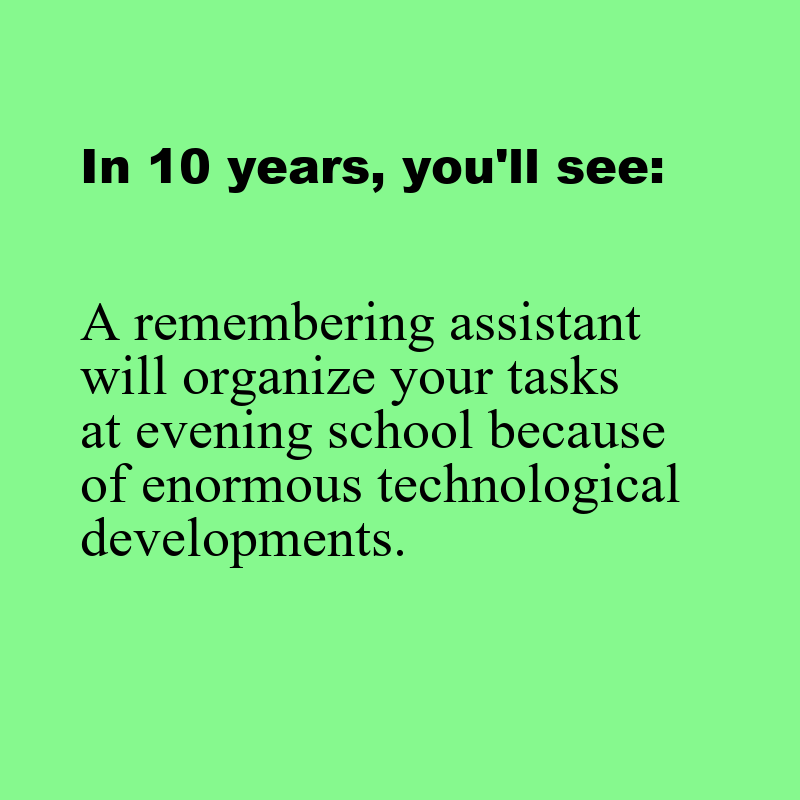 In 10 years, you'll see:
A remembering assistant
will organize your tasks
at evening school because
of enormous technological
developments.